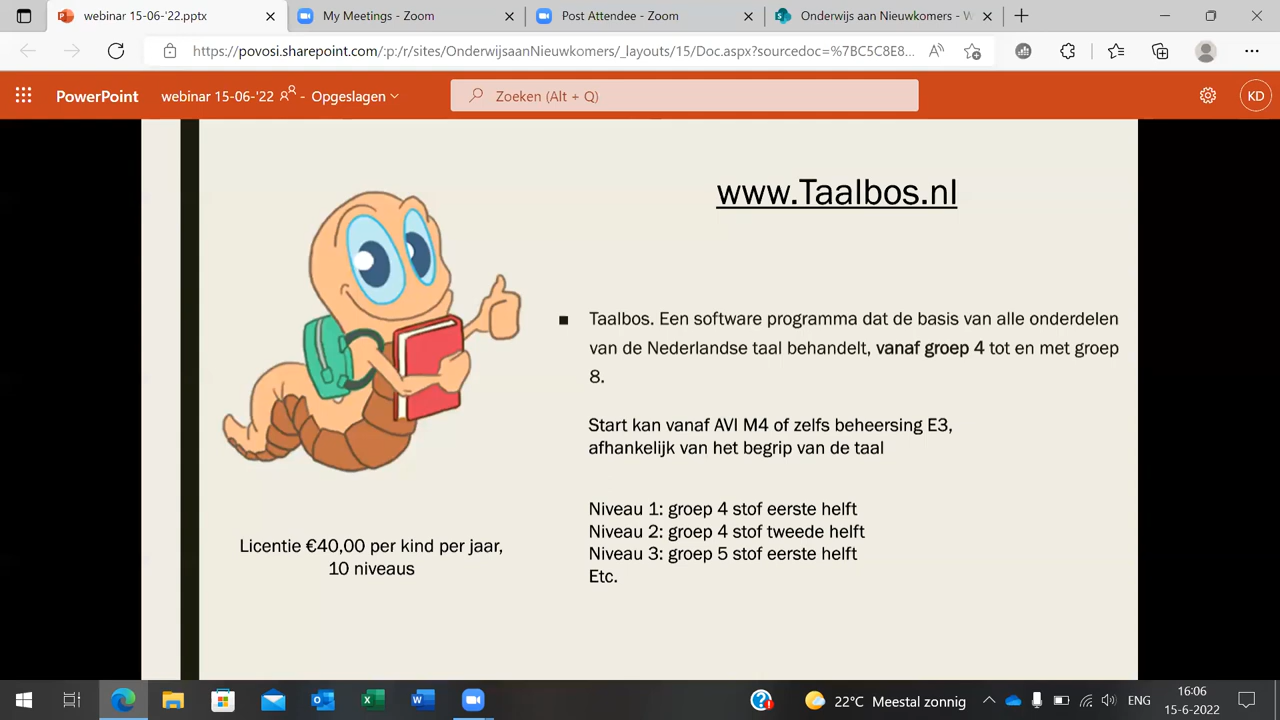 webinar 15-06-'22.pptx
My Meetings - Zoom
Post Attendee - Zoom
Onderwijs aan Nieuwkomers - W
https://povosi.sharepoint.com/:p:/r/sites/OnderwijsaanNieuwkomers/_layouts/15/Doc.aspx?sourcedoc=%7BC5C8E8...
PowerPoint
webinar 15-06-'22 - Opgeslagen
Zoeken (Alt + Q)
KD
www.Taalbos.nl
Taalbos. Een software programma dat de basis van alle onderdelen
van de Nederlandse taal behandelt, vanaf groep 4 tot en met groep
8.
Start kan vanaf AVI M4 of zelfs beheersing E3,
afhankelijk van het begrip van de taal
Niveau 1: groep 4 stof eerste helft
Niveau 2: groep 4 stof tweede helft
Niveau 3: groep 5 stof eerste helft
Etc.
Licentie €40,00 per kind per jaar,
10 niveaus
22°C Meestal zonnig
ENG
16:06
15-6-2022